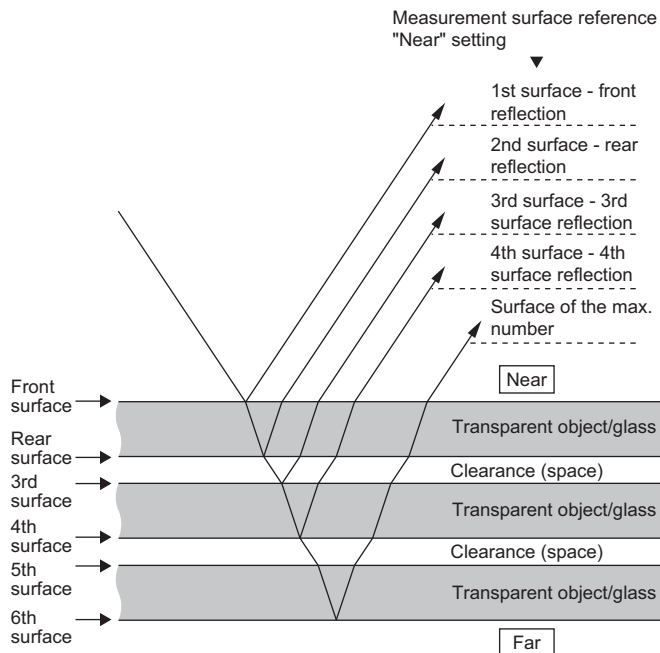 Measurement surface reference
"Near" setting
▼
1st surface - front
reflection
2nd surface - rear
reflection
3rd surface - 3rd
surface reflection
4th surface - 4th
surface reflection
Surface of the max.
number
Near
Front
surface
Transparent object/glass
Rear
surface
Clearance (space)
3rd
surface
Transparent object/glass
4th
surface
Clearance (space)
5th
surface
Transparent object/glass
6th
surface
Far